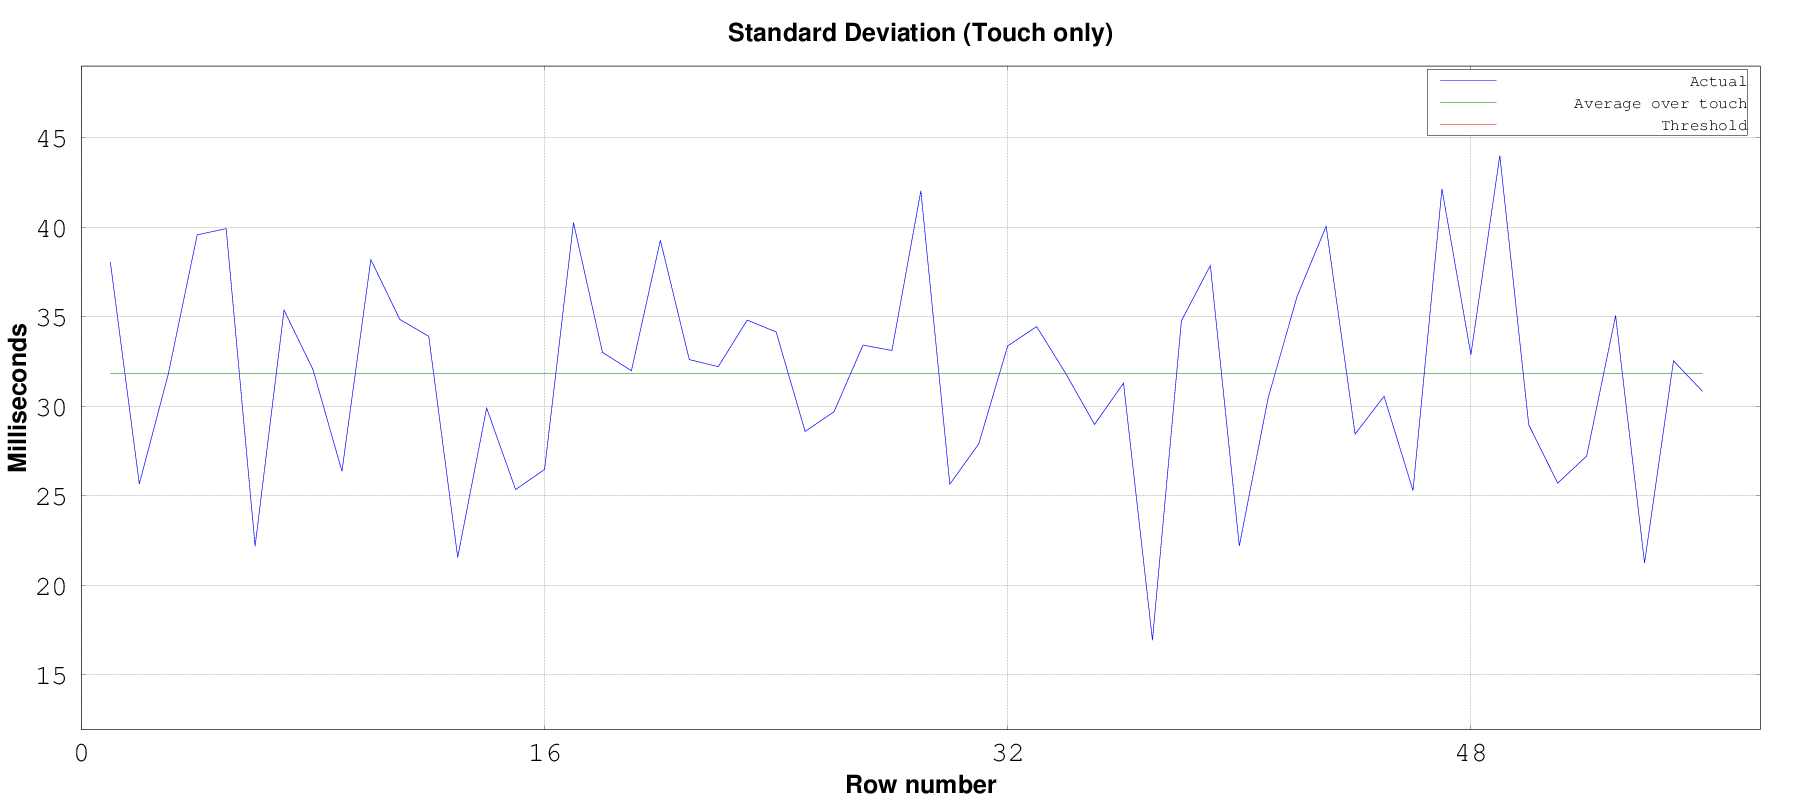 Standard Deviation (Touch only)
Actual
Average over touch
Threshold
45
40
35
30
25
20
15
Milliseconds
0 16 32 48
Row number